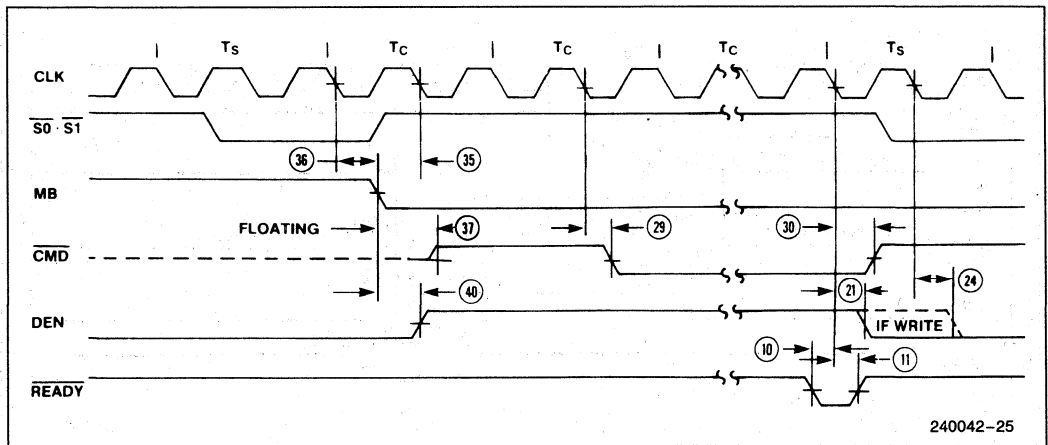 | Ts | Tc | Tc | Tc | Ts |
CLK
S0 · S1
36 35
MB
FLOATING 37 29 30
CMD
40 21 24
DEN
IF WRITE
10 11
READY
240042-25